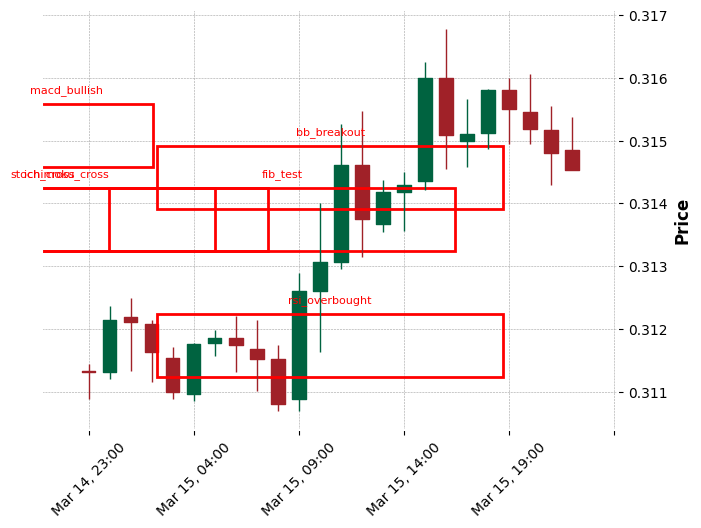 macd_bullish
bb_breakout
ichimoku_cross
fib_test
rsi_overbought
0.317
0.316
0.315
0.314
0.313
0.312
0.311
Price
Mar 14, 23:00
Mar 15, 04:00
Mar 15, 09:00
Mar 15, 14:00
Mar 15, 19:00